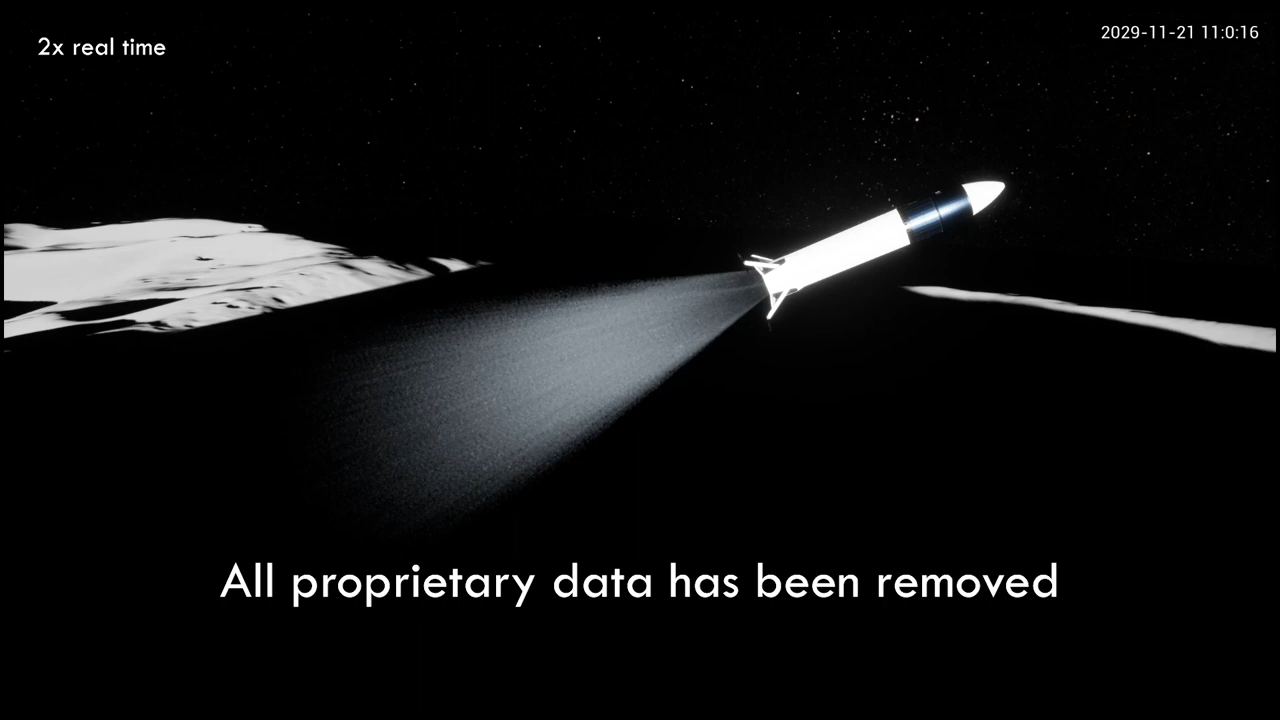 2x real time
2029-11-21 11:0:16
All proprietary data has been removed